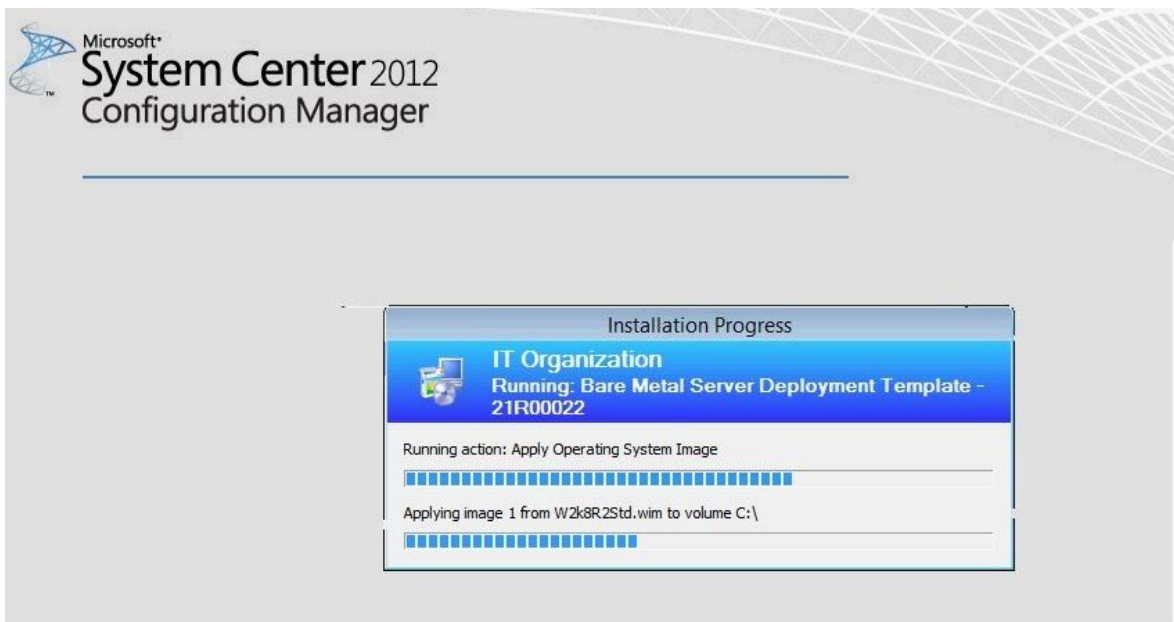 Microsoft®
System Center 2012
™
Configuration Manager
Installation Progress
IT Organization
Running: Bare Metal Server Deployment Template -
21R00022
Running action: Apply Operating System Image
Applying image 1 from W2k8R2Std.wim to volume C:\